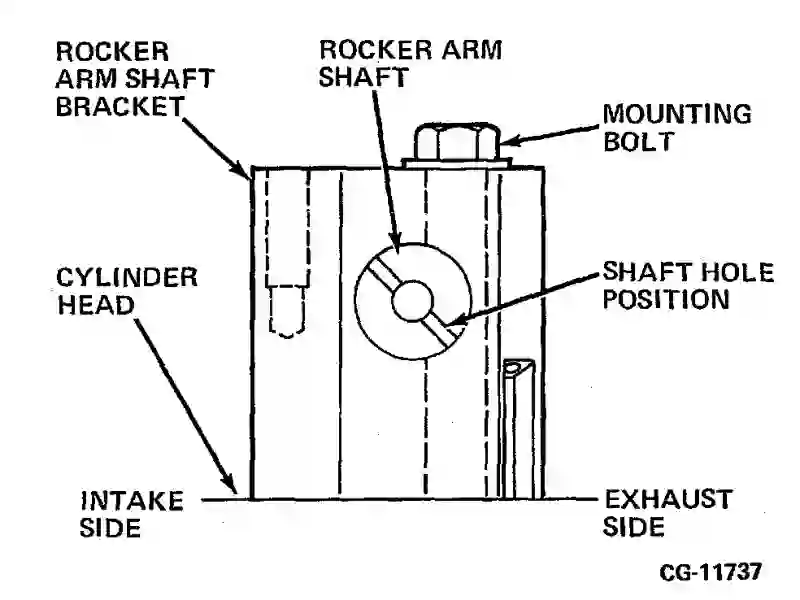 ROCKER
ARM SHAFT
BRACKET
ROCKER ARM
SHAFT
MOUNTING
BOLT
CYLINDER
HEAD
SHAFT HOLE
POSITION
INTAKE
SIDE
EXHAUST
SIDE
CG-11737